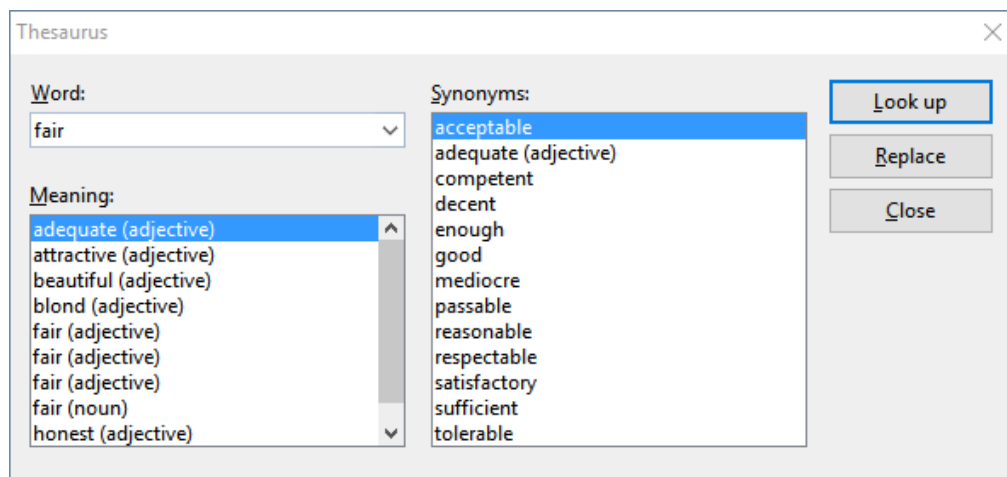 Thesaurus
Word:
fair
Meaning:
adequate (adjective)
attractive (adjective)
beautiful (adjective)
blond (adjective)
fair (adjective)
fair (adjective)
fair (adjective)
fair (noun)
honest (adjective)
Synonyms:
acceptable
adequate (adjective)
competent
decent
enough
good
mediocre
passable
reasonable
respectable
satisfactory
sufficient
tolerable
Look up
Replace
Close